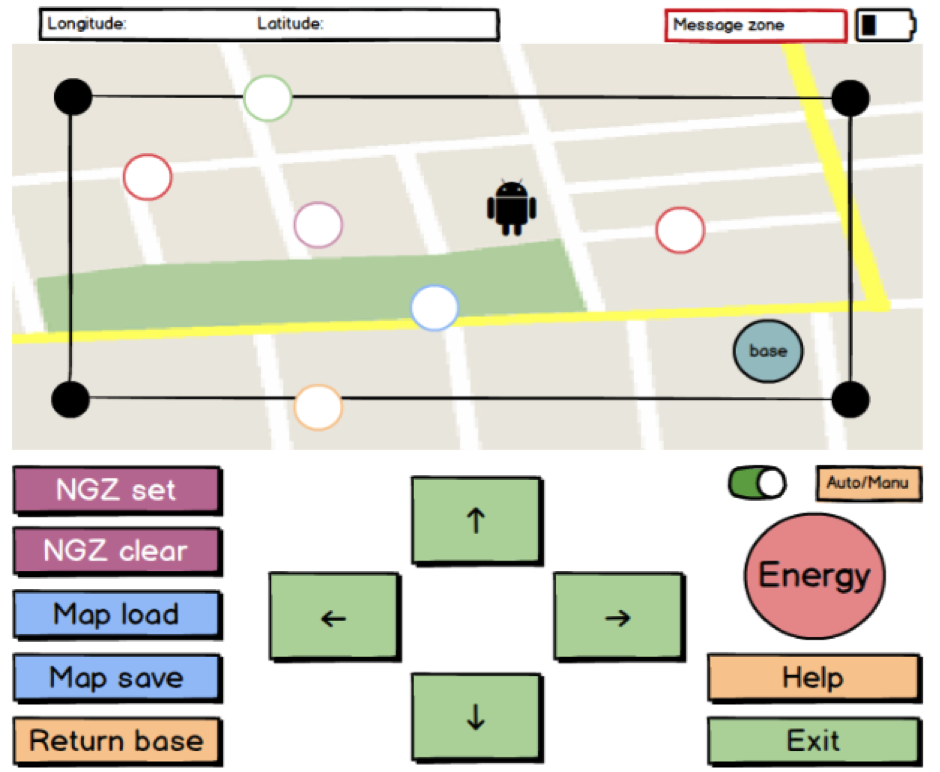 Longitude: Latitude:
Message zone
base
NGZ set
NGZ clear
Map load
Map save
Return base
↑
←
→
↓
Auto/Manu
Energy
Help
Exit